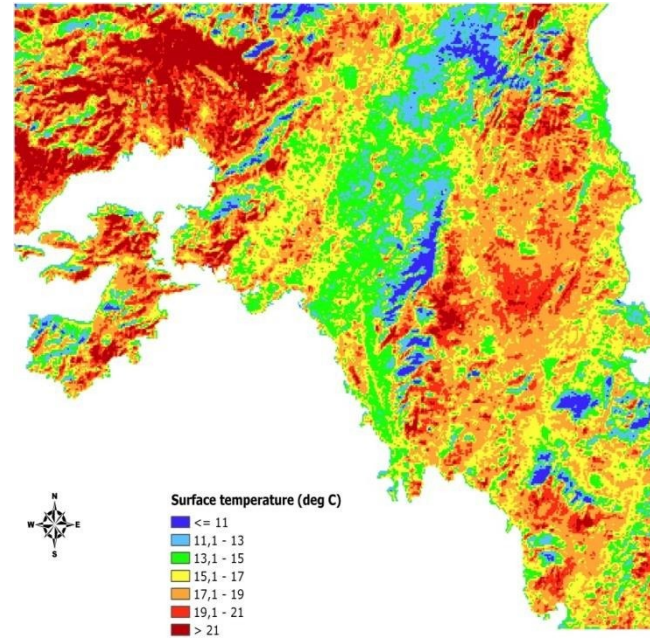 N
W E
S
Surface temperature (deg C)
<= 11
11,1 - 13
13,1 - 15
15,1 - 17
17,1 - 19
19,1 - 21
> 21